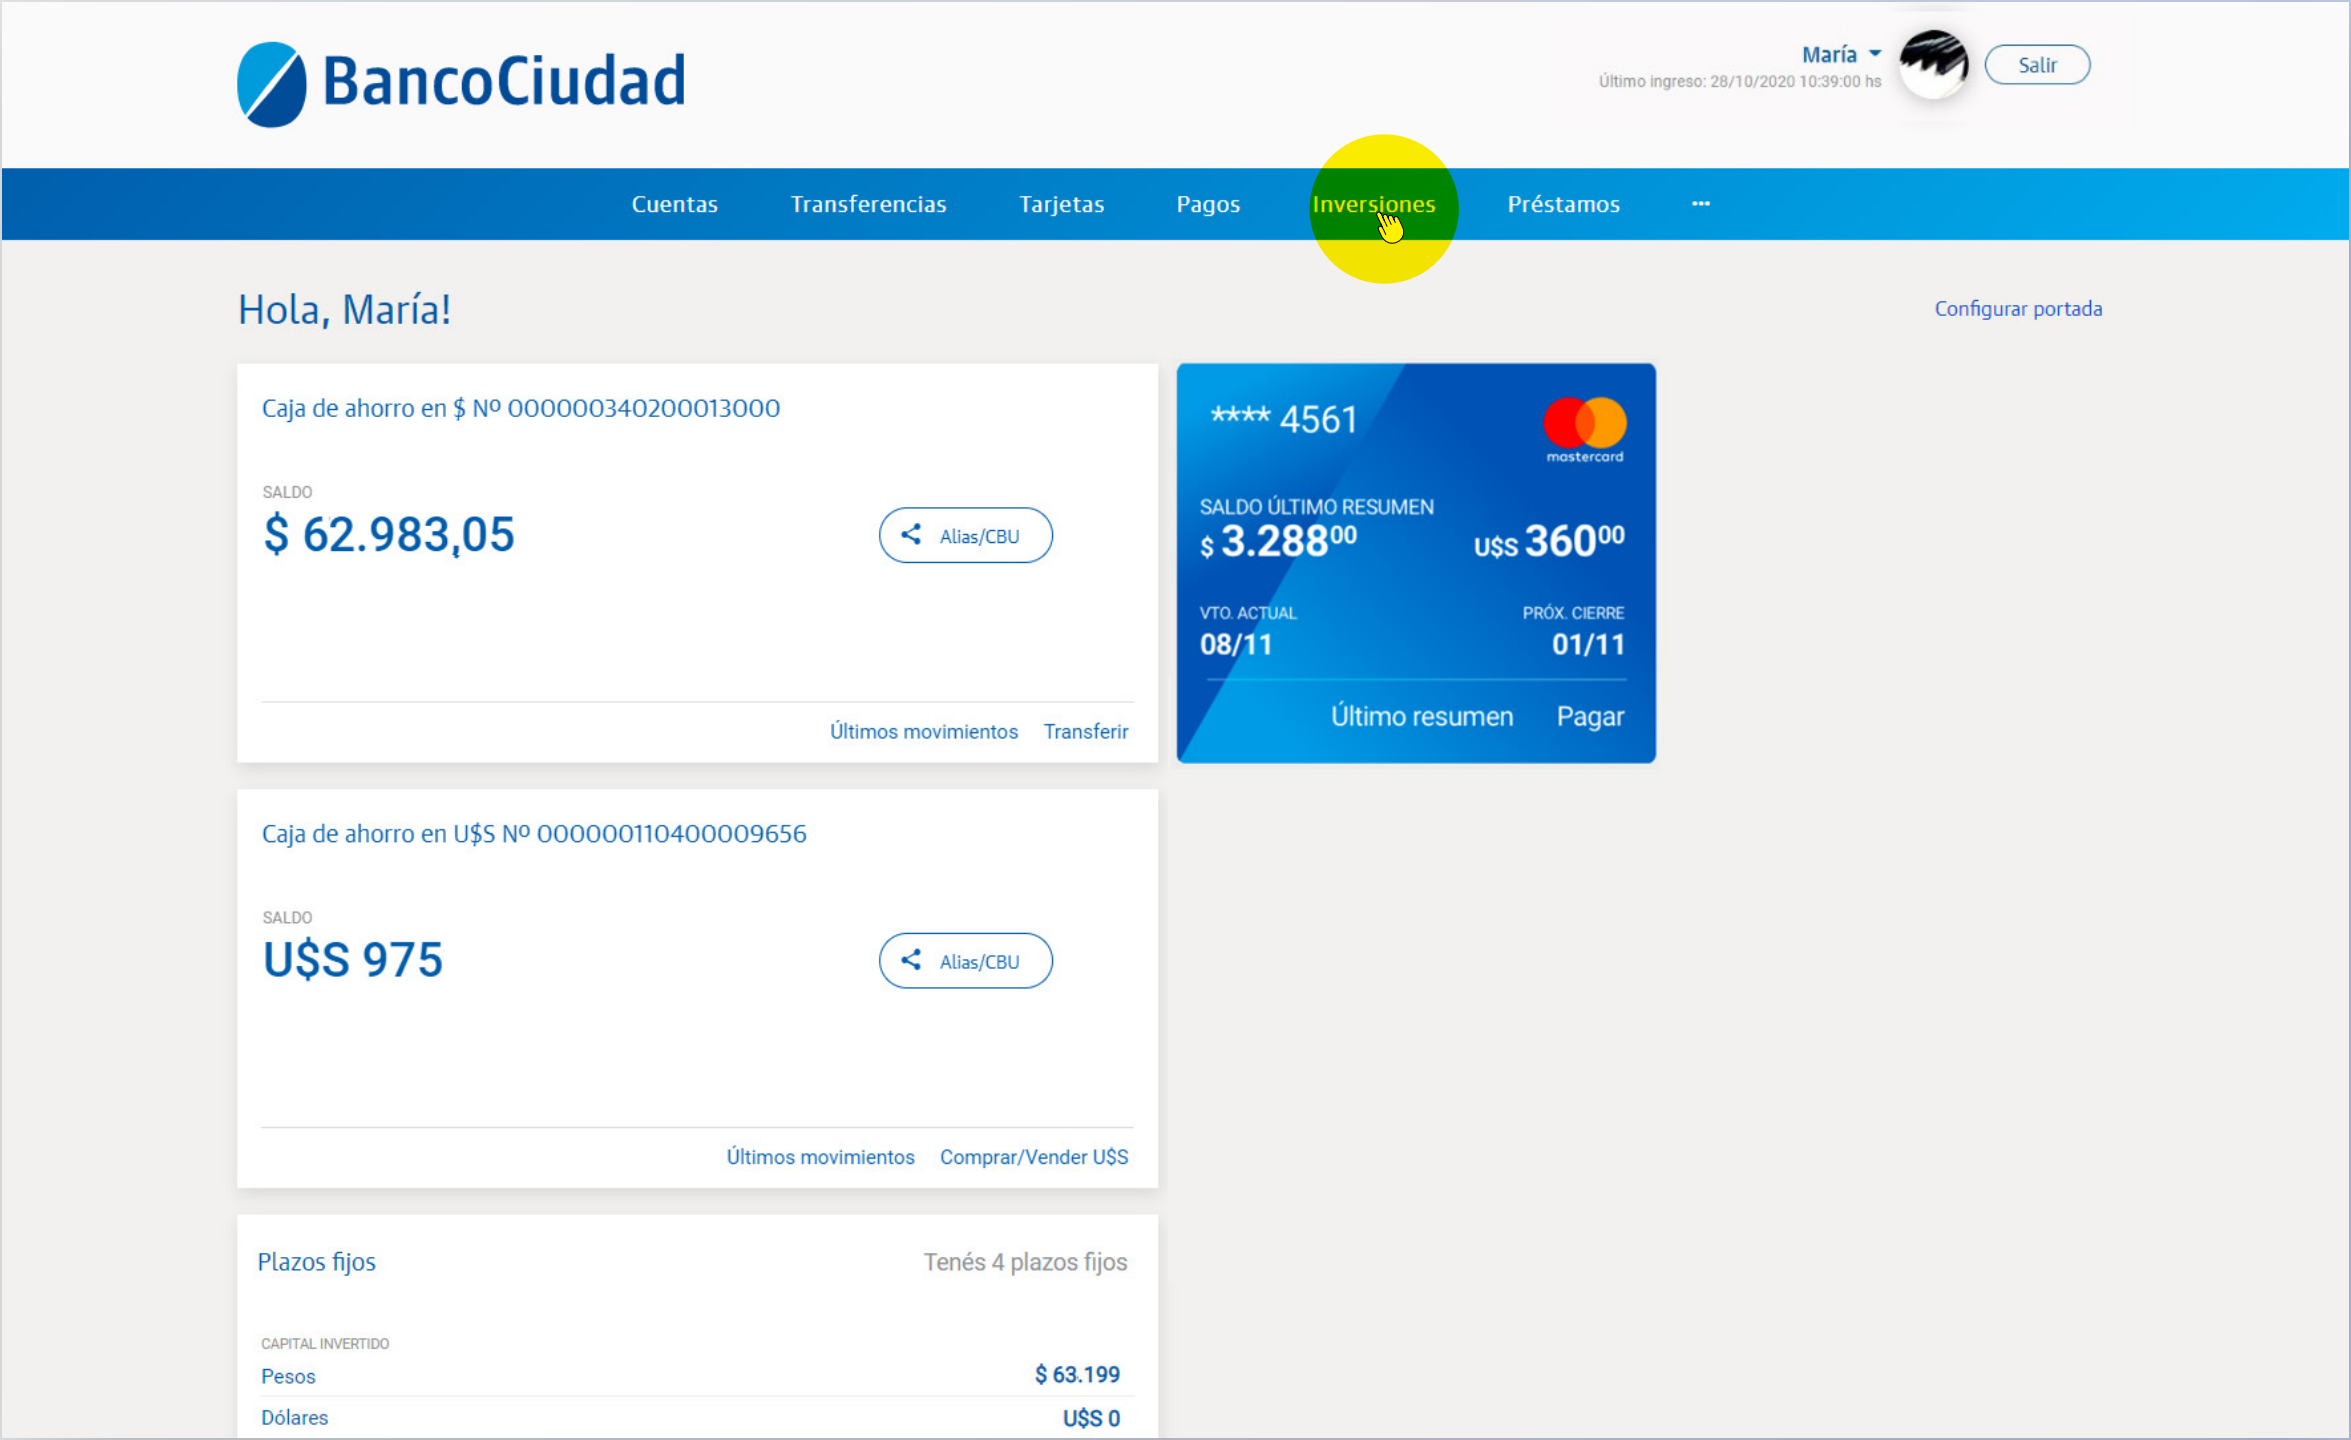 BancoCiudad
María
Último ingreso: 28/10/2020 10:39:00 hs
Salir
Cuentas Transferencias Tarjetas Pagos Inversiones Préstamos ...
Hola, María!
Configurar portada
Caja de ahorro en $ Nº 000000340200013000
SALDO
$ 62.983,05
Alias/CBU
Últimos movimientos Transferir
**** 4561
mastercard
SALDO ÚLTIMO RESUMEN
$ 3.28800 U$S 36000
VTO. ACTUAL PRÓX. CIERRE
08/11 01/11
Último resumen Pagar
Caja de ahorro en U$S Nº 000000110400009656
SALDO
U$S 975
Alias/CBU
Últimos movimientos Comprar/Vender U$S
Plazos fijos Tenés 4 plazos fijos
CAPITAL INVERTIDO
Pesos $ 63.199
Dólares U$S 0